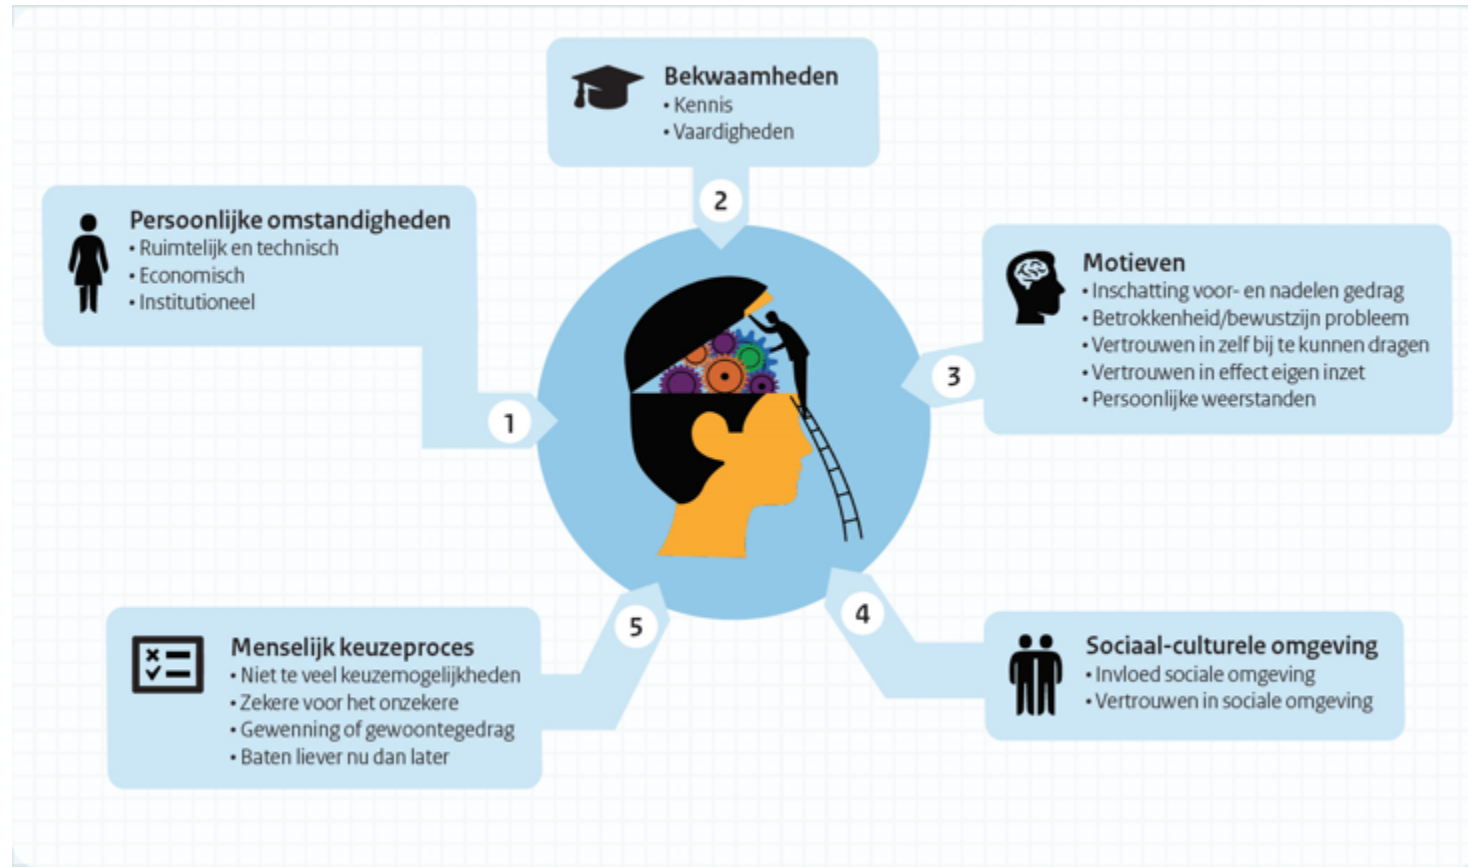 Bekwaamheden
• Kennis
• Vaardigheden
2
Persoonlijke omstandigheden
• Ruimtelijk en technisch
• Economisch
• Institutioneel
1
Motieven
• Inschatting voor- en nadelen gedrag
• Betrokkenheid/bewustzijn probleem
• Vertrouwen in zelf bij te kunnen dragen
• Vertrouwen in effect eigen inzet
• Persoonlijke weerstanden
3
Sociaal-culturele omgeving
• Invloed sociale omgeving
• Vertrouwen in sociale omgeving
4
Menselijk keuzeproces
• Niet te veel keuzemogelijkheden
• Zekere voor het onzekere
• Gewenning of gewoontegedrag
• Baten liever nu dan later
5